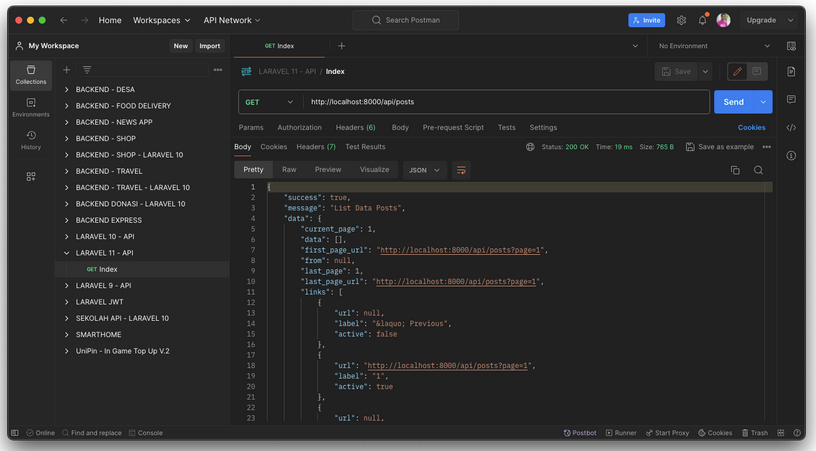 Home Workspaces API Network Search Postman Invite Upgrade
My Workspace New Import GET Index No Environment
Collections
Environments
History
BACKEND - DESA
BACKEND - FOOD DELIVERY
BACKEND - NEWS APP
BACKEND - SHOP
BACKEND - SHOP - LARAVEL 10
BACKEND - TRAVEL
BACKEND - TRAVEL - LARAVEL 10
BACKEND DONASI - LARAVEL 10
BACKEND EXPRESS
LARAVEL 10 - API
LARAVEL 11 - API
GET Index
LARAVEL 9 - API
LARAVEL JWT
SEKOLAH API - LARAVEL 10
SMARTHOME
UniPin - In Game Top Up V.2
LARAVEL 11 - API / Index Save
GET http://localhost:8000/api/posts Send
Params Authorization Headers (6) Body Pre-request Script Tests Settings Cookies
Body Cookies Headers (7) Test Results Status: 200 OK Time: 19 ms Size: 765 B Save as example
Pretty Raw Preview Visualize JSON
1 {
2 "success": true,
3 "message": "List Data Posts",
4 "data": {
5 "current_page": 1,
6 "data": [],
7 "first_page_url": "http://localhost:8000/api/posts?page=1",
8 "from": null,
9 "last_page": 1,
10 "last_page_url": "http://localhost:8000/api/posts?page=1",
11 "links": [
12 {
13 "url": null,
14 "label": "&laquo; Previous",
15 "active": false
16 },
17 {
18 "url": "http://localhost:8000/api/posts?page=1",
19 "label": "1",
20 "active": true
21 },
22 {
23 "url": null,
Online Find and replace Console Postbot Runner Start Proxy Cookies Trash